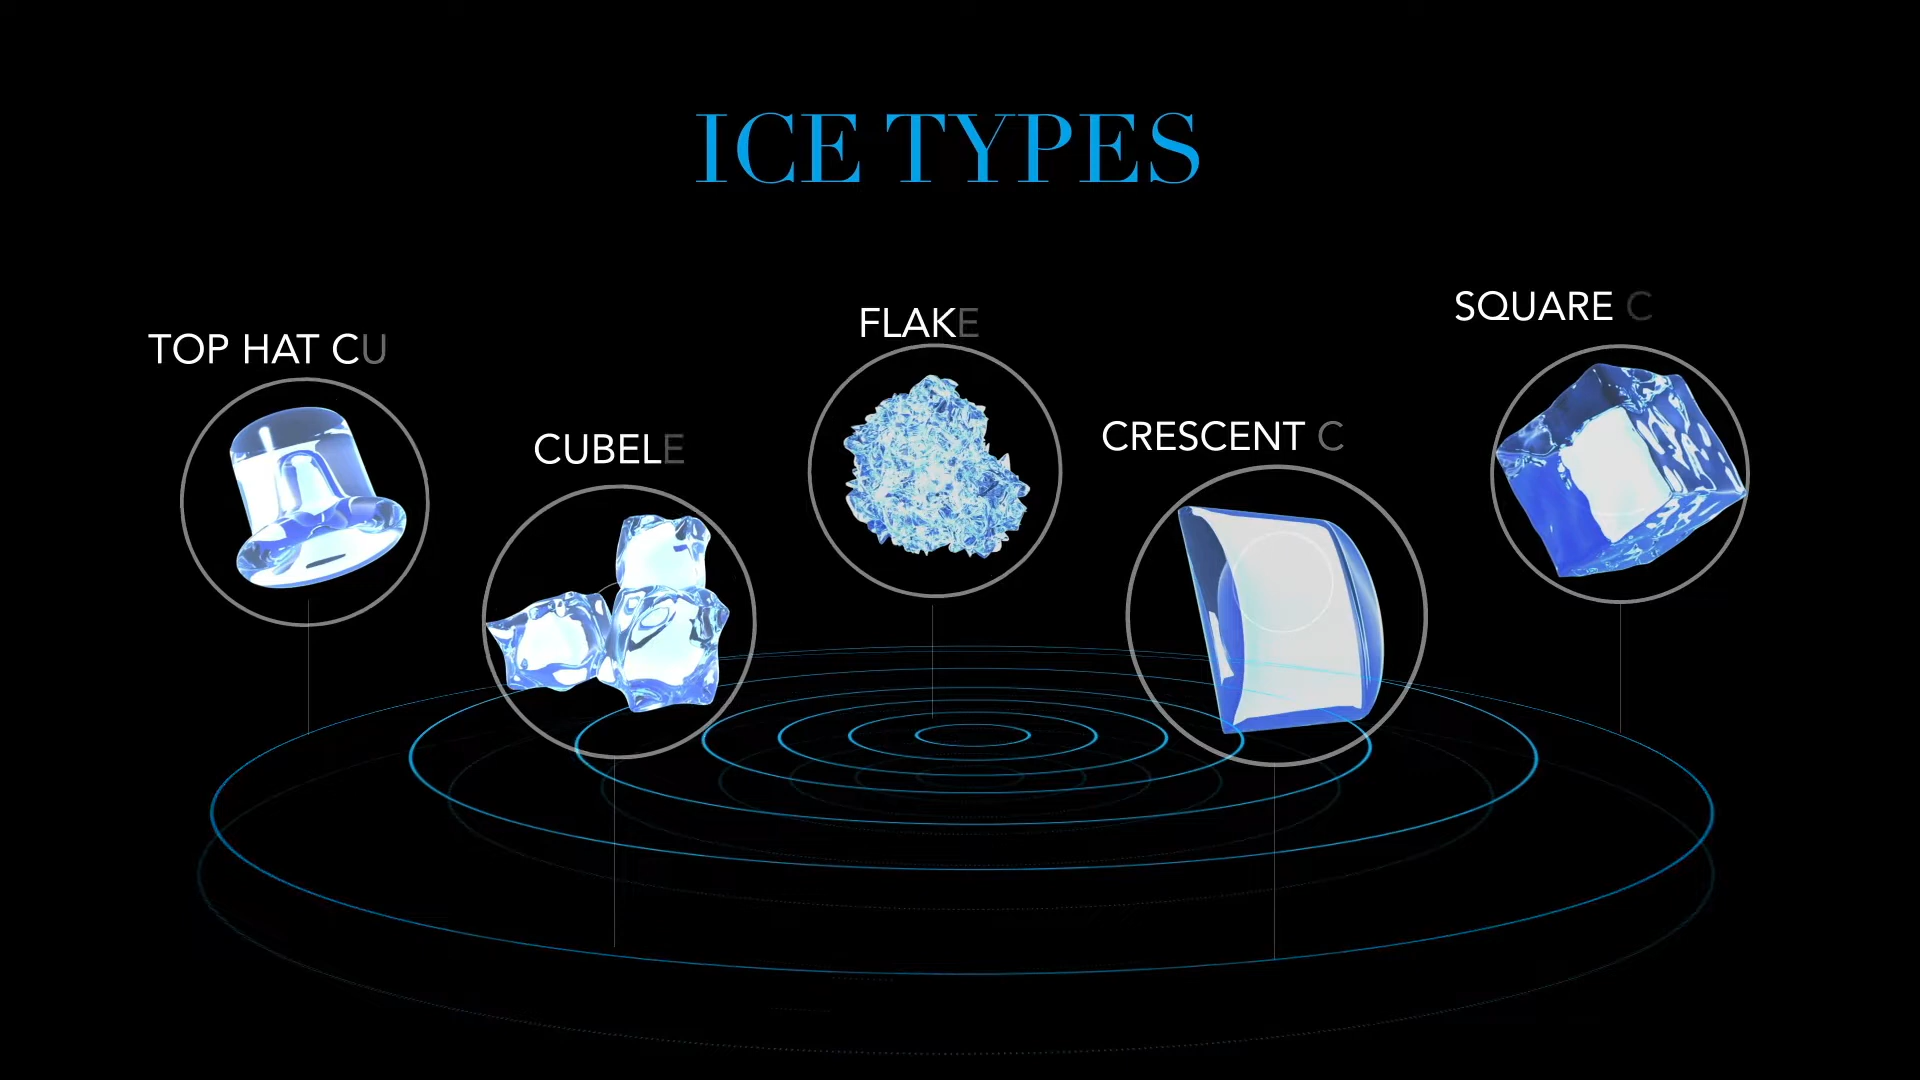 ICE TYPES
TOP HAT CU
CUBELE
FLAKE
CRESCENT C
SQUARE C